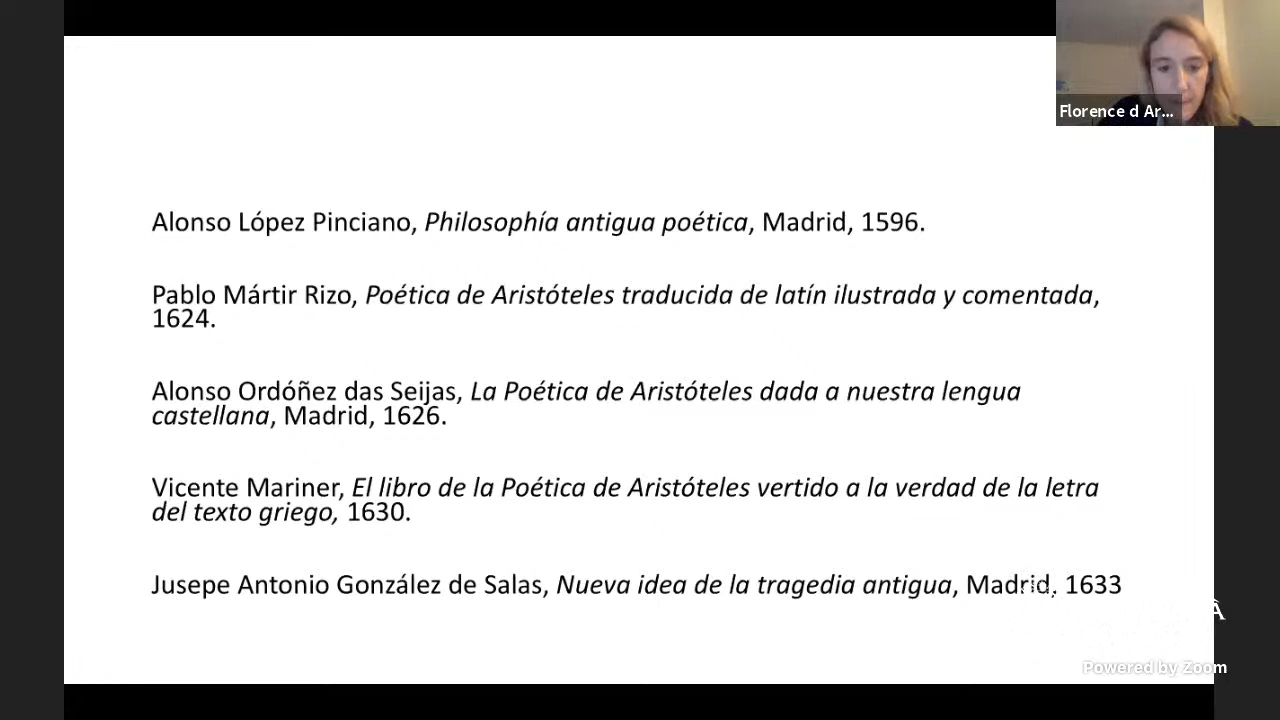 Florence d Ar...
Alonso López Pinciano, Philosophía antigua poética, Madrid, 1596.
Pablo Mártir Rizo, Poética de Aristóteles traducida de latín ilustrada y comentada,
1624.
Alonso Ordóñez das Seijas, La Poética de Aristóteles dada a nuestra lengua
castellana, Madrid, 1626.
Vicente Mariner, El libro de la Poética de Aristóteles vertido a la verdad de la letra
del texto griego, 1630.
Jusepe Antonio González de Salas, Nueva idea de la tragedia antigua, Madrid, 1633
Powered by Zoom